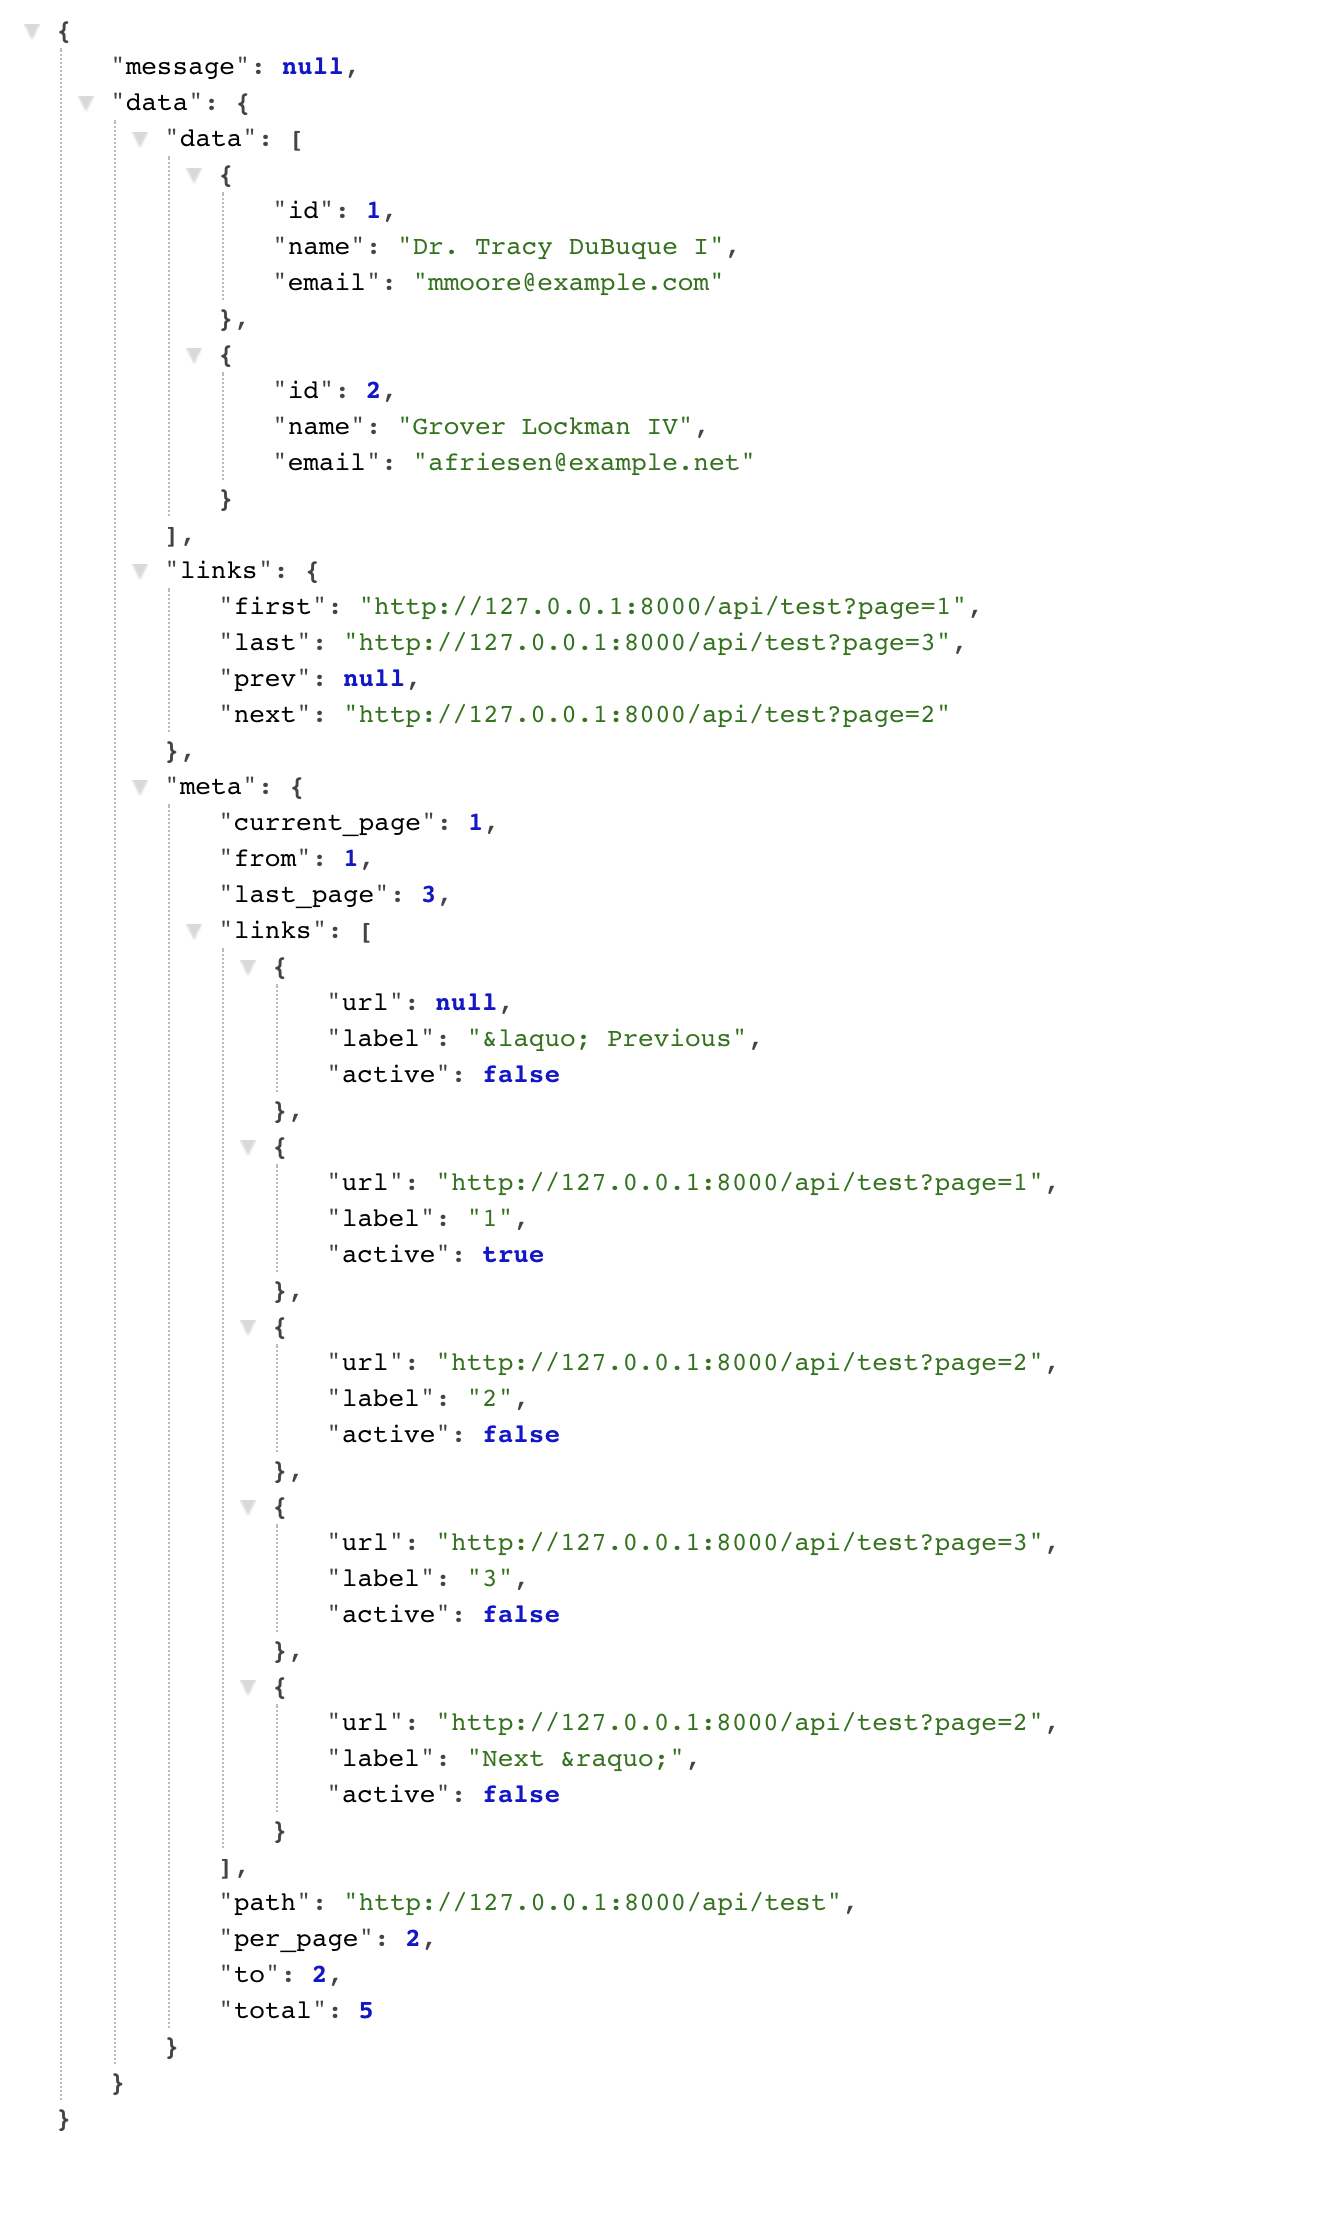 {
"message": null,
"data": {
"data": [
{
"id": 1,
"name": "Dr. Tracy DuBuque I",
"email": "mmoore@example.com"
},
{
"id": 2,
"name": "Grover Lockman IV",
"email": "afriesen@example.net"
}
],
"links": {
"first": "http://127.0.0.1:8000/api/test?page=1",
"last": "http://127.0.0.1:8000/api/test?page=3",
"prev": null,
"next": "http://127.0.0.1:8000/api/test?page=2"
},
"meta": {
"current_page": 1,
"from": 1,
"last_page": 3,
"links": [
{
"url": null,
"label": "&laquo; Previous",
"active": false
},
{
"url": "http://127.0.0.1:8000/api/test?page=1",
"label": "1",
"active": true
},
{
"url": "http://127.0.0.1:8000/api/test?page=2",
"label": "2",
"active": false
},
{
"url": "http://127.0.0.1:8000/api/test?page=3",
"label": "3",
"active": false
},
{
"url": "http://127.0.0.1:8000/api/test?page=2",
"label": "Next &raquo;",
"active": false
}
],
"path": "http://127.0.0.1:8000/api/test",
"per_page": 2,
"to": 2,
"total": 5
}
}
}